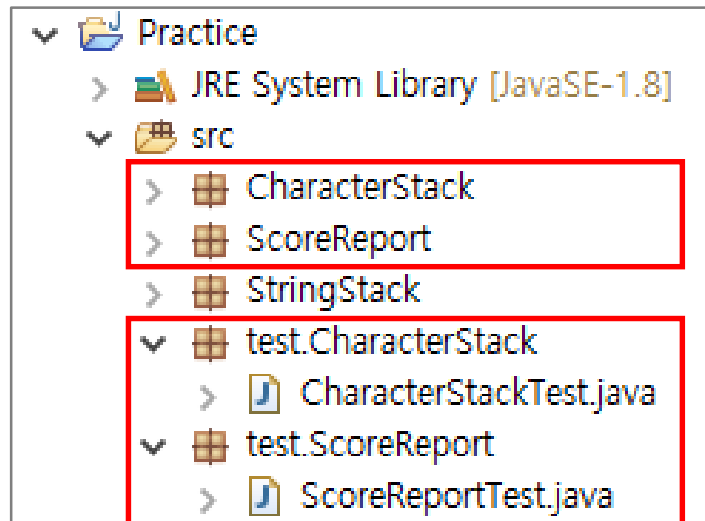 Practice
JRE System Library [JavaSE-1.8]
src
CharacterStack
ScoreReport
StringStack
test.CharacterStack
CharacterStackTest.java
test.ScoreReport
ScoreReportTest.java